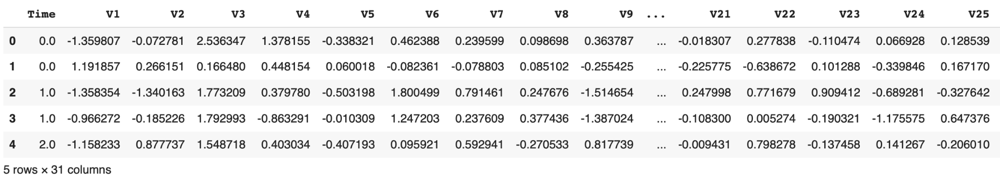 Time V1 V2 V3 V4 V5 V6 V7 V8 V9 ... V21 V22 V23 V24 V25
0 0.0 -1.359807 -0.072781 2.536347 1.378155 -0.338321 0.462388 0.239599 0.098698 0.363787 ... -0.018307 0.277838 -0.110474 0.066928 0.128539
1 0.0 1.191857 0.266151 0.166480 0.448154 0.060018 -0.082361 -0.078803 0.085102 -0.255425 ... -0.225775 -0.638672 0.101288 -0.339846 0.167170
2 1.0 -1.358354 -1.340163 1.773209 0.379780 -0.503198 1.800499 0.791461 0.247676 -1.514654 ... 0.247998 0.771679 0.909412 -0.689281 -0.327642
3 1.0 -0.966272 -0.185226 1.792993 -0.863291 -0.010309 1.247203 0.237609 0.377436 -1.387024 ... -0.108300 0.005274 -0.190321 -1.175575 0.647376
4 2.0 -1.158233 0.877737 1.548718 0.403034 -0.407193 0.095921 0.592941 -0.270533 0.817739 ... -0.009431 0.798278 -0.137458 0.141267 -0.206010
5 rows × 31 columns